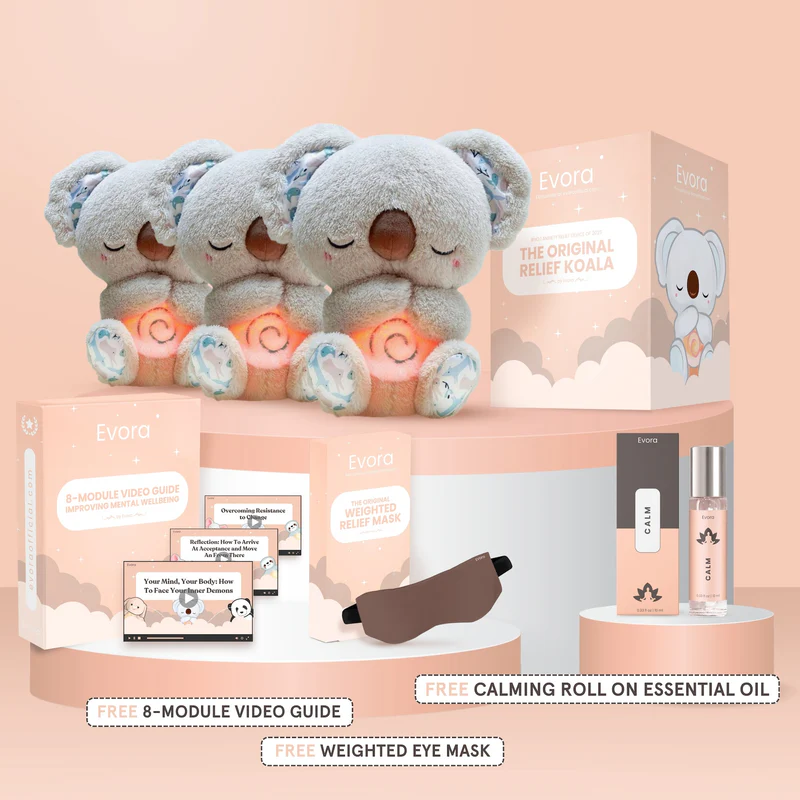 Evora
THE ORIGINAL
RELIEF KOALA
Evora
Evora
8-MODULE VIDEO GUIDE
IMPROVING MENTAL WELLBEING
evoraofficial.com
Overcoming Resistance
to Change
Reflection: How To Arrive
At Acceptance and Move
On From There
Your Mind, Your Body: How
To Face Your Inner Demons
Evora
THE ORIGINAL
WEIGHTED
RELIEF MASK
Evora
Evora
CALM
Evora
CALM
FREE CALMING ROLL ON ESSENTIAL OIL
FREE 8-MODULE VIDEO GUIDE
FREE WEIGHTED EYE MASK